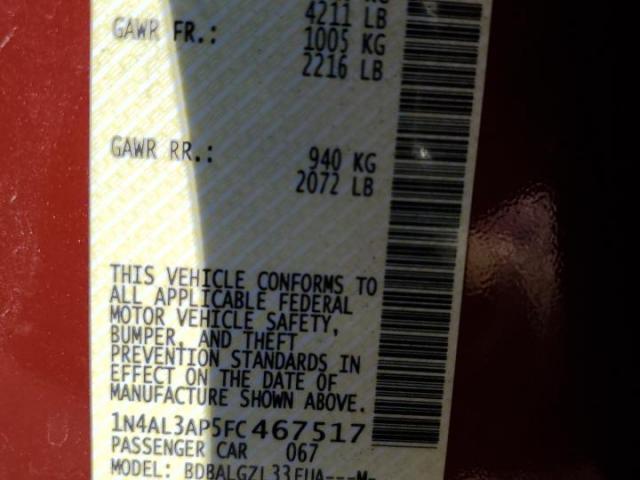 4211 LB
GAWR FR.: 1005 KG
2216 LB
GAWR RR.: 940 KG
2072 LB
THIS VEHICLE CONFORMS TO
ALL APPLICABLE FEDERAL
MOTOR VEHICLE SAFETY,
BUMPER, AND THEFT
PREVENTION STANDARDS IN
EFFECT ON THE DATE OF
MANUFACTURE SHOWN ABOVE.
1N4AL3AP5FC467517
PASSENGER CAR 067
MODEL: BDBALGZL33EUA---M-